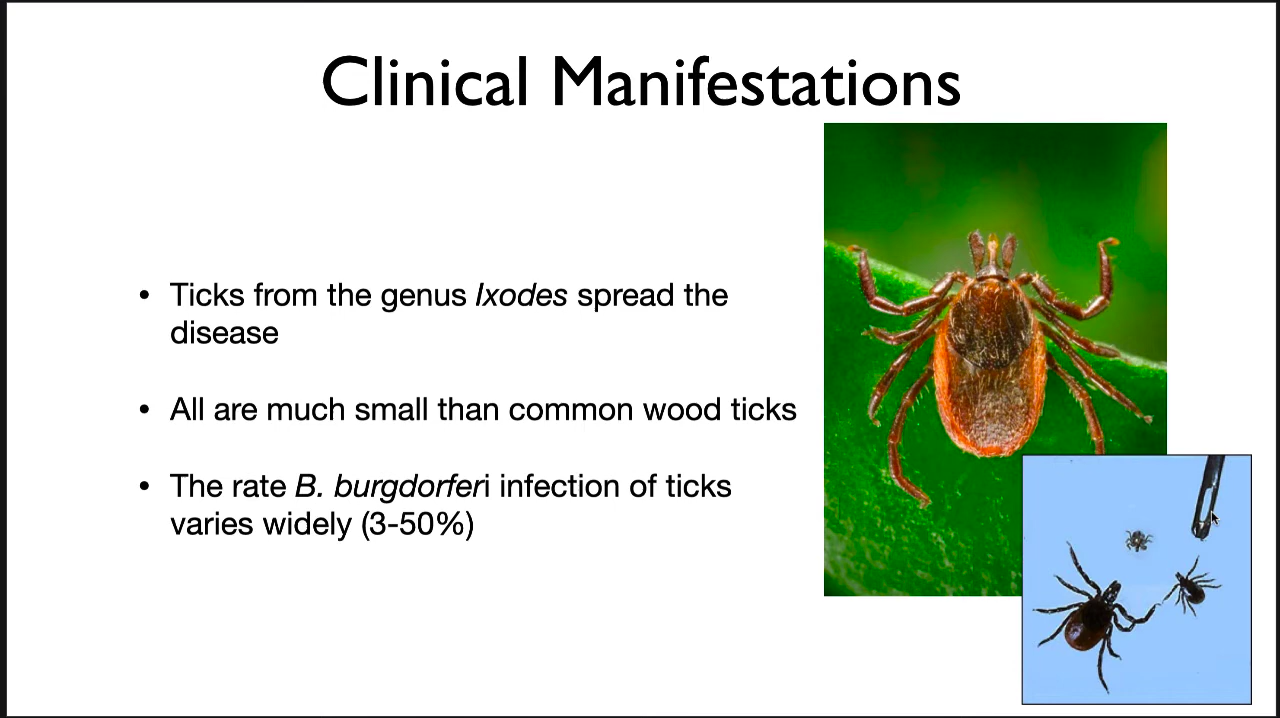 Clinical Manifestations
• Ticks from the genus Ixodes spread the
disease
• All are much small than common wood ticks
• The rate B. burgdorferi infection of ticks
varies widely (3-50%)